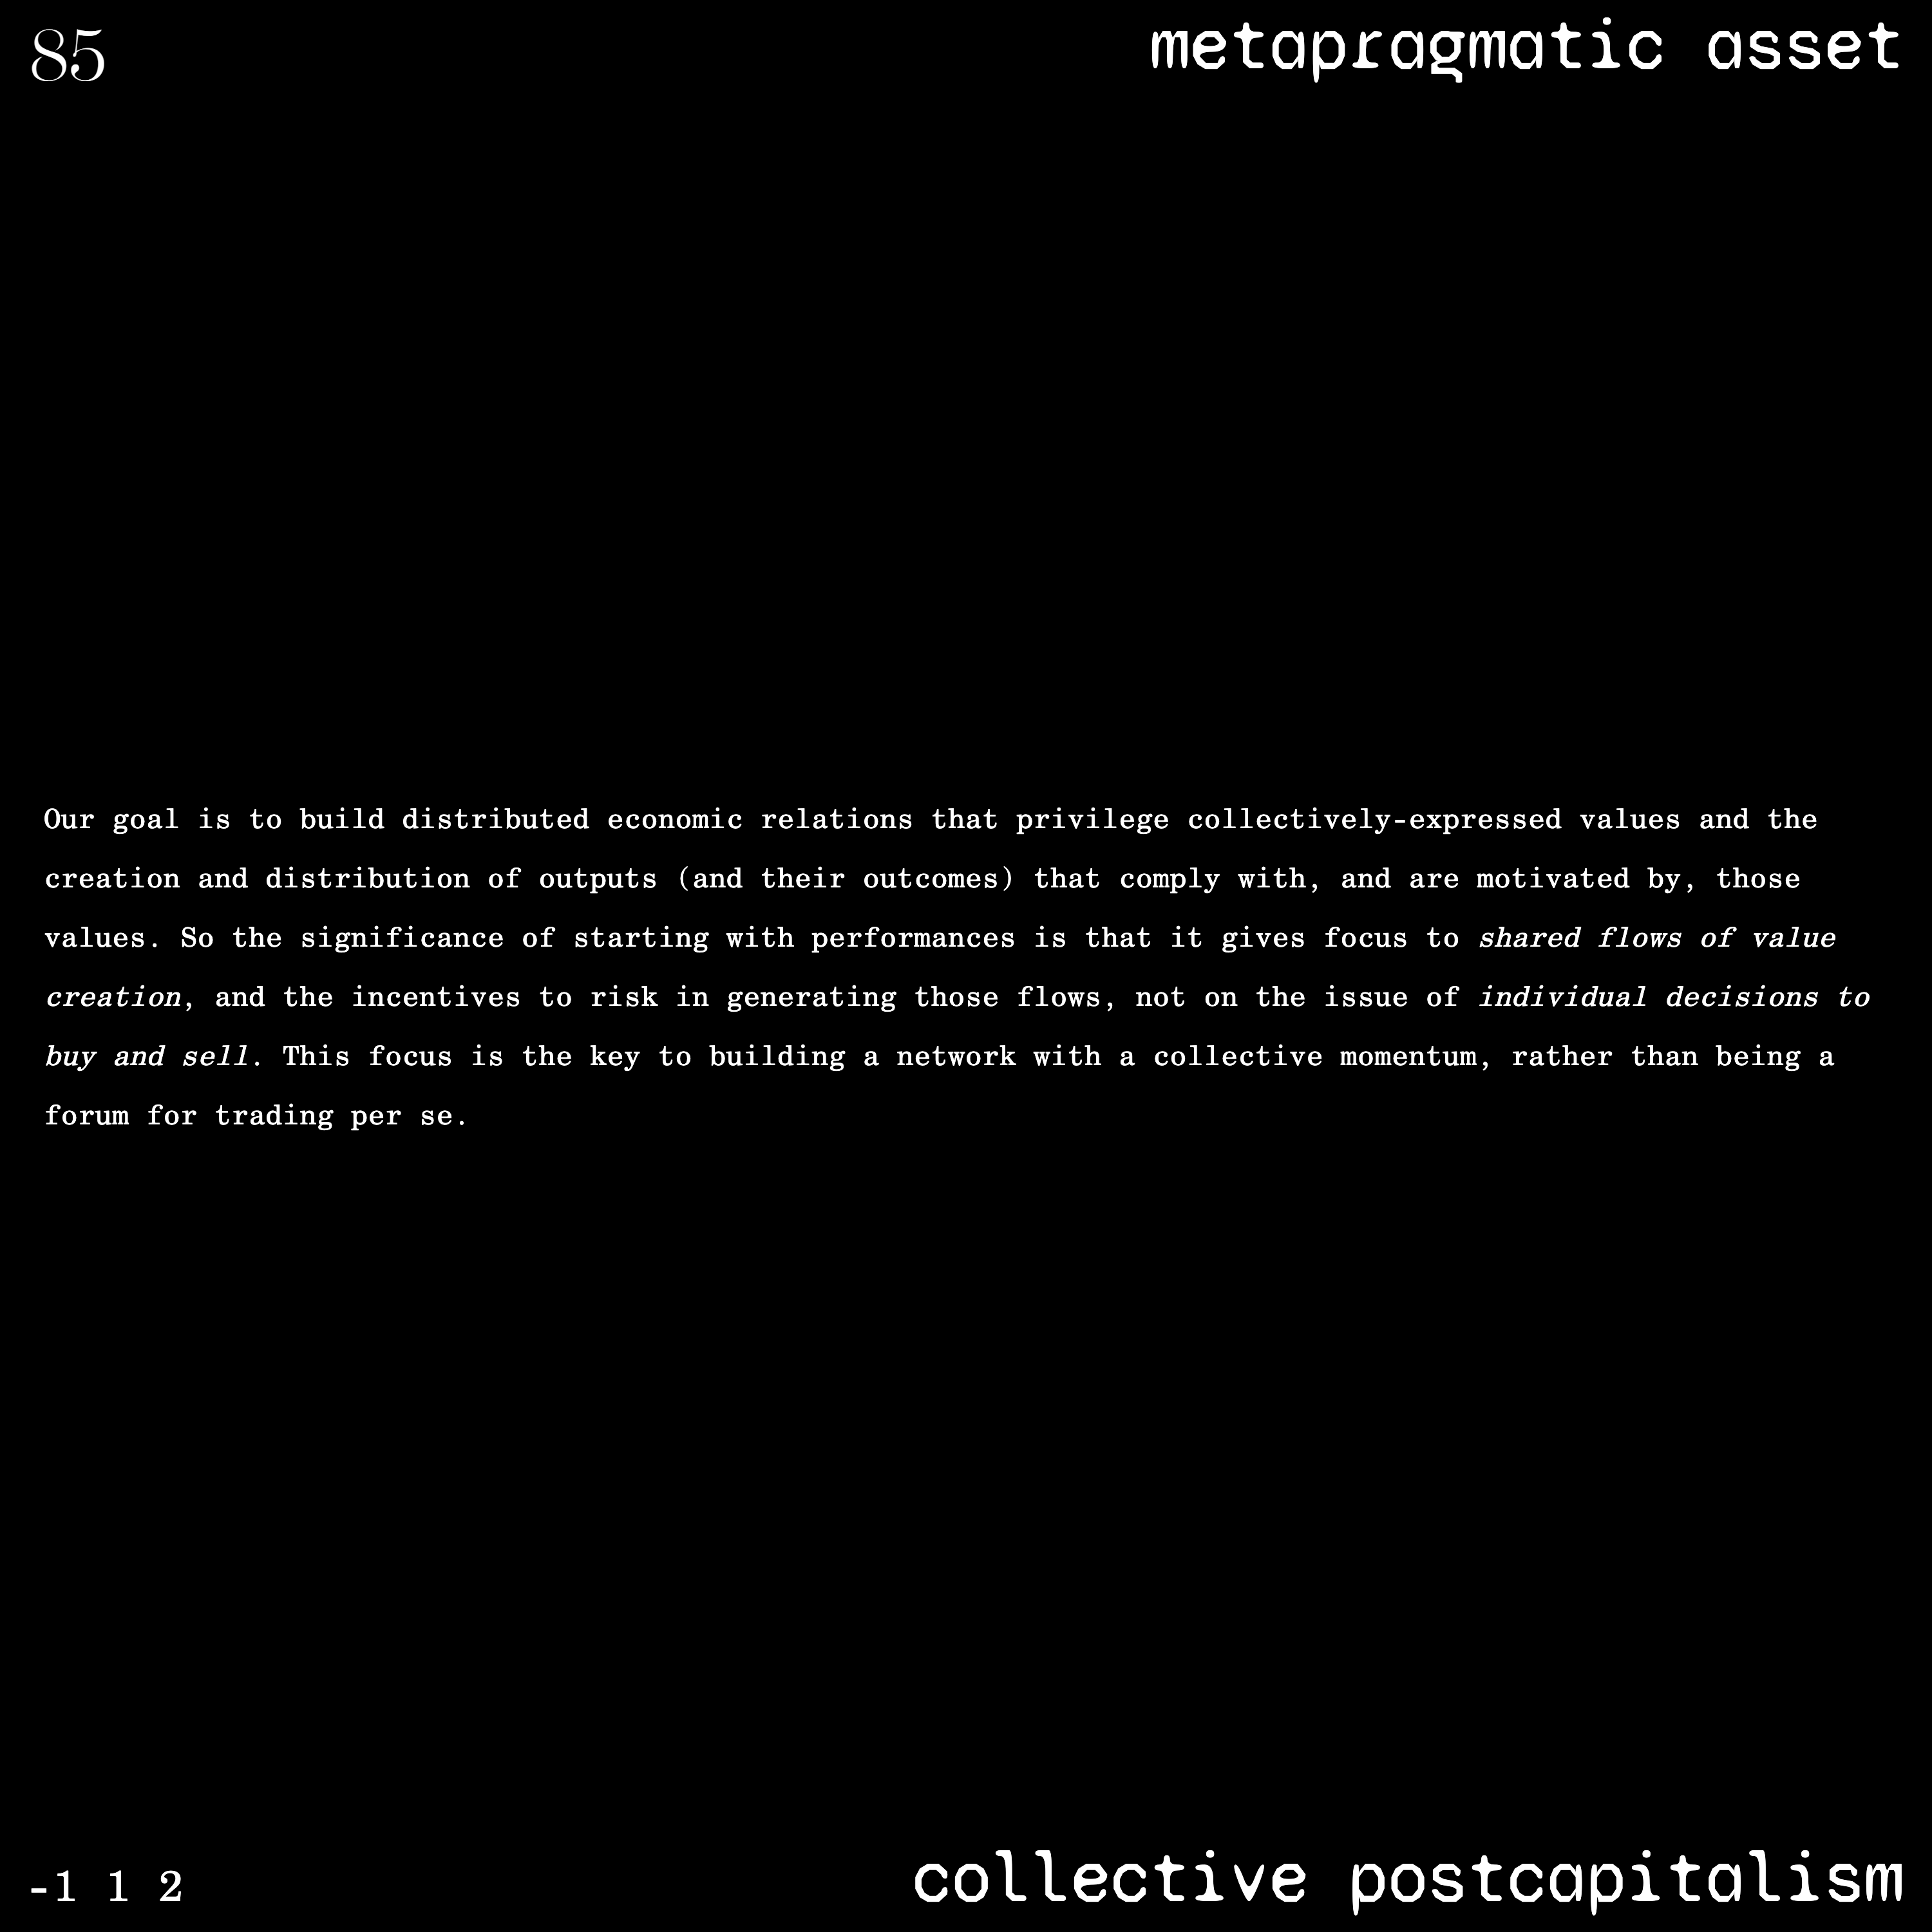 85
metapragmatic asset
Our goal is to build distributed economic relations that privilege collectively-expressed values and the
creation and distribution of outputs (and their outcomes) that comply with, and are motivated by, those
values. So the significance of starting with performances is that it gives focus to shared flows of value
creation, and the incentives to risk in generating those flows, not on the issue of individual decisions to
buy and sell. This focus is the key to building a network with a collective momentum, rather than being a
forum for trading per se.
-1 1 2
collective postcapitalism